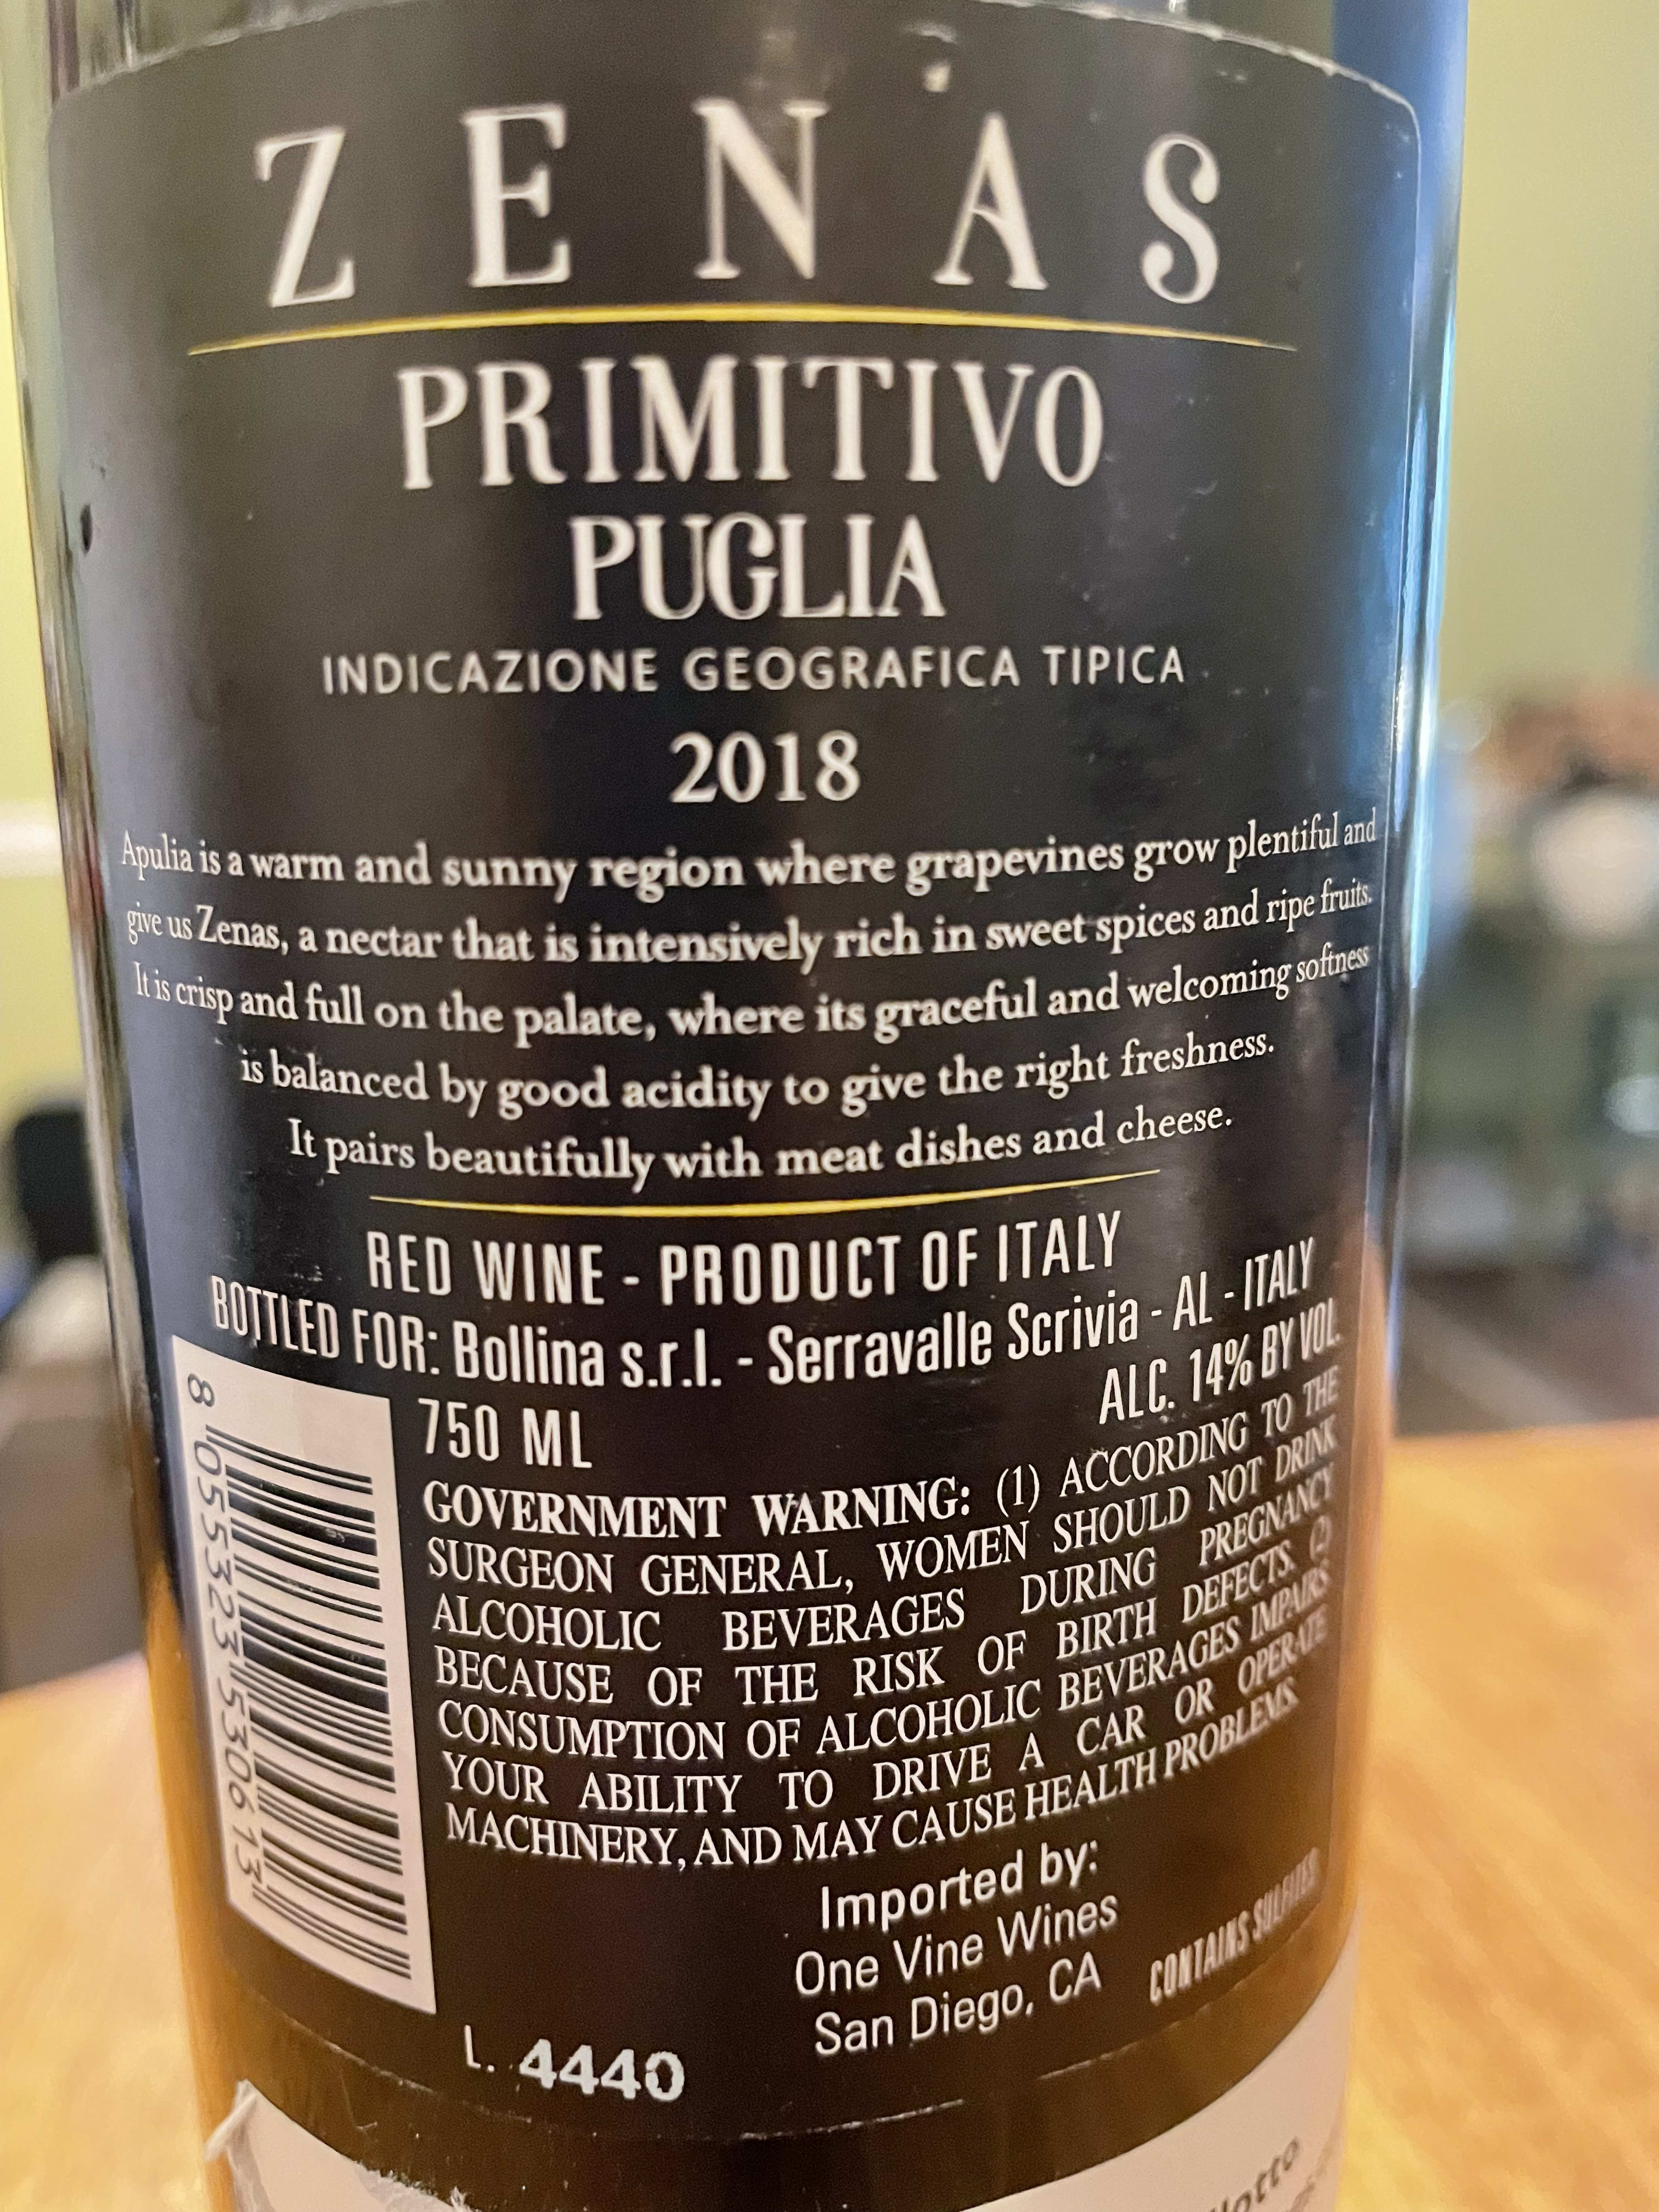 ZENAS
PRIMITIVO
PUGLIA
INDICAZIONE GEOGRAFICA TIPICA
2018
Apulia is a warm and sunny region where grapevines grow plentiful and
give us Zenas, a nectar that is intensively rich in sweet spices and ripe fruits.
It is crisp and full on the palate, where its graceful and welcoming softness
is balanced by good acidity to give the right freshness.
It pairs beautifully with meat dishes and cheese.
RED WINE - PRODUCT OF ITALY
BOTTLED FOR: Bollina s.r.l. - Serravalle Scrivia - AL - ITALY
750 ML
ALC. 14% BY VOL.
GOVERNMENT WARNING: (1) ACCORDING TO THE
SURGEON GENERAL, WOMEN SHOULD NOT DRINK
ALCOHOLIC BEVERAGES DURING PREGNANCY
BECAUSE OF THE RISK OF BIRTH DEFECTS. (2)
CONSUMPTION OF ALCOHOLIC BEVERAGES IMPAIRS
YOUR ABILITY TO DRIVE A CAR OR OPERATE
MACHINERY, AND MAY CAUSE HEALTH PROBLEMS.
8 055323 530613
Imported by:
One Vine Wines
San Diego, CA
CONTAINS SULFITES
L. 4440